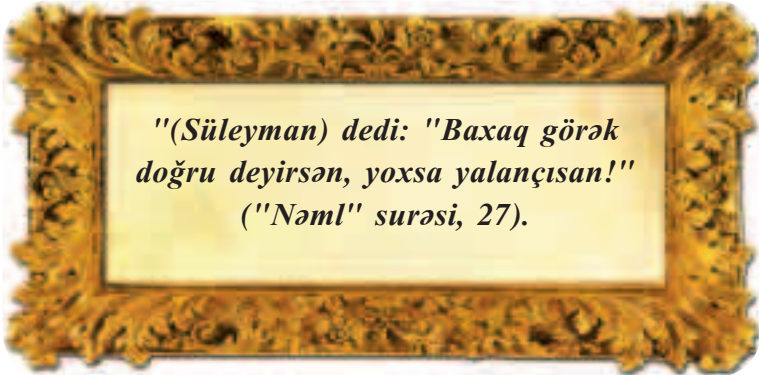 "(Süleyman) dedi: "Baxaq görək
doğru deyirsən, yoxsa yalançısan!"
("Nəml" surəsi, 27).